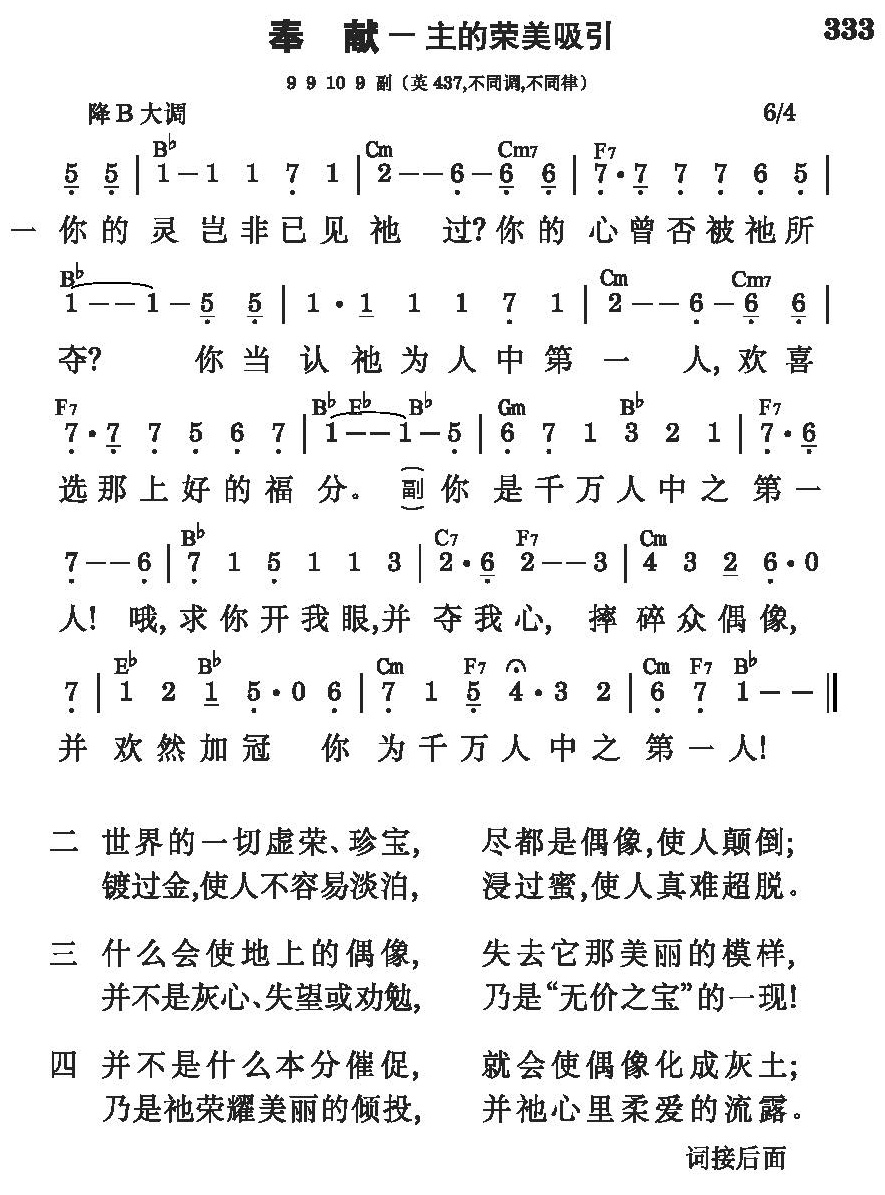 奉 献 － 主的荣美吸引 333
9 9 10 9 副（英 437,不同调,不同律）
降 B 大调 6/4
B♭ Cm Cm7 F7
5 5 | 1 – 1 1 7 1 | 2 – – 6 – 6 6 | 7 · 7 7 7 6 5 |
一 你的灵岂非已见祂 过?你的心曾否被祂所
B♭ Cm Cm7
1 – – 1 – 5 5 | 1 · 1 1 1 7 1 | 2 – – 6 – 6 6 |
夺? 你当认祂为人中第一 人,欢喜
F7 B♭ E♭ B♭ Gm B♭ F7
7 · 7 7 5 6 7 | 1 – – 1 – 5 | 6 7 1 3 2 1 | 7 · 6
选那上好的福分。（副）你是千万人中之第一
B♭ C7 F7 Cm
7 – – 6 | 7 1 5 1 1 3 | 2 · 6 2 – – 3 | 4 3 2 6 · 0
人! 哦,求你开我眼,并夺我心, 摔碎众偶像,
E♭ B♭ Cm F7 Cm F7 B♭
7 | 1 2 1 5 · 0 6 | 7 1 5 4 · 3 2 | 6 7 1 – – ‖
并欢然加冠 你为千万人中之第一人!
二 世界的一切虚荣、珍宝, 尽都是偶像,使人颠倒;
镀过金,使人不容易淡泊, 浸过蜜,使人真难超脱。
三 什么会使地上的偶像, 失去它那美丽的模样,
并不是灰心、失望或劝勉, 乃是“无价之宝”的一现!
四 并不是什么本分催促, 就会使偶像化成灰土;
乃是祂荣耀美丽的倾投, 并祂心里柔爱的流露。
词接后面